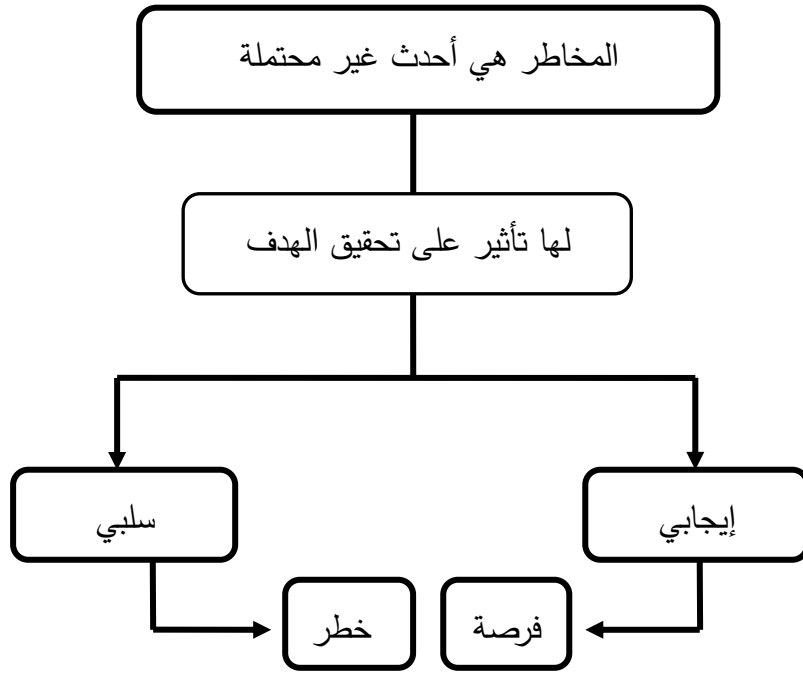 المخاطر هي أحدث غير محتملة
لها تأثير على تحقيق الهدف
إيجابي
سلبي
فرصة
خطر